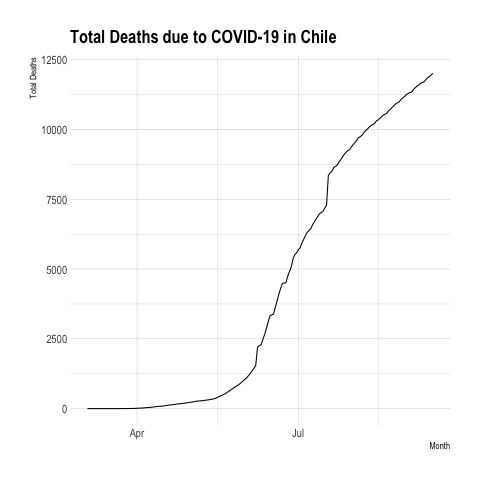 Total Deaths due to COVID-19 in Chile
Total Deaths
12500
10000
7500
5000
2500
0
Apr
Jul
Month